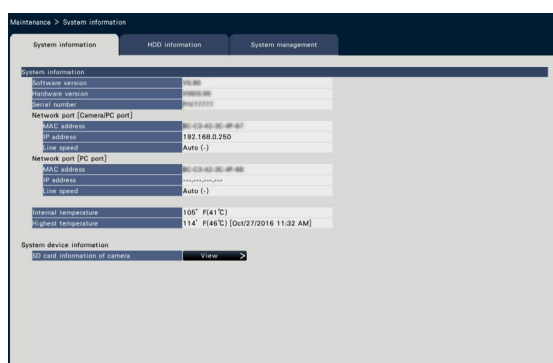 Maintenance > System information
System information HDD information System management
System information
Software version
Hardware version
Serial number
Network port [Camera/PC port]
MAC address
IP address 192.168.0.250
Line speed Auto (-)
Network port [PC port]
MAC address
IP address ---.---.---.---
Line speed Auto (-)
Internal temperature 105° F(41℃)
Highest temperature 114° F(46℃) [Oct/27/2016 11:32 AM]
System device information
SD card information of camera View >